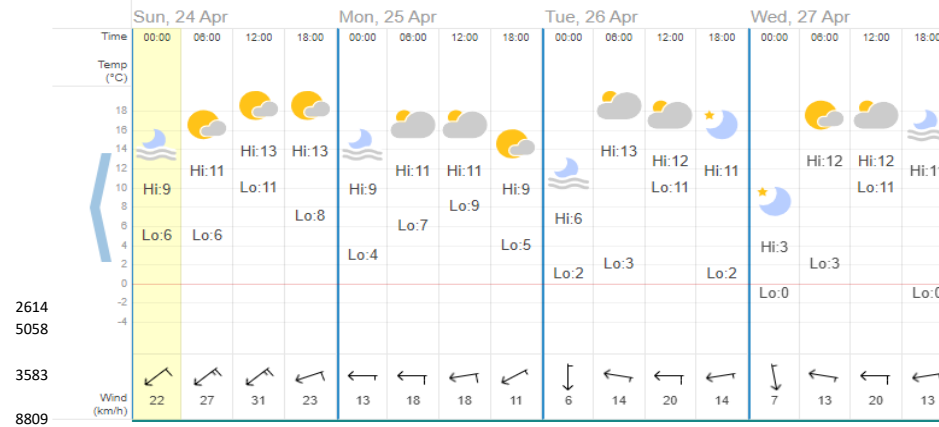 Sun, 24 Apr Mon, 25 Apr Tue, 26 Apr Wed, 27 Apr
Time 00:00 06:00 12:00 18:00 00:00 06:00 12:00 18:00 00:00 06:00 12:00 18:00 00:00 06:00 12:00 18:00
Temp
(°C)
18
16
14
Hi:13 Hi:13 Hi:13
12 Hi:12 Hi:12 Hi:12
Hi:11 Hi:11 Hi:11 Hi:11
10 Hi:9 Lo:11 Hi:9 Hi:9 Lo:11 Lo:11
8 Lo:9
Lo:8
6 Lo:7 Hi:6
Lo:6 Lo:6
4 Lo:5 Hi:3
Lo:4
2 Lo:3 Lo:3
Lo:2 Lo:2
0
Lo:0
2614 -2
5058 -4
3583
Wind 22 27 31 23 13 18 18 11 6 14 20 14 7 13 20 13
(km/h)
8809